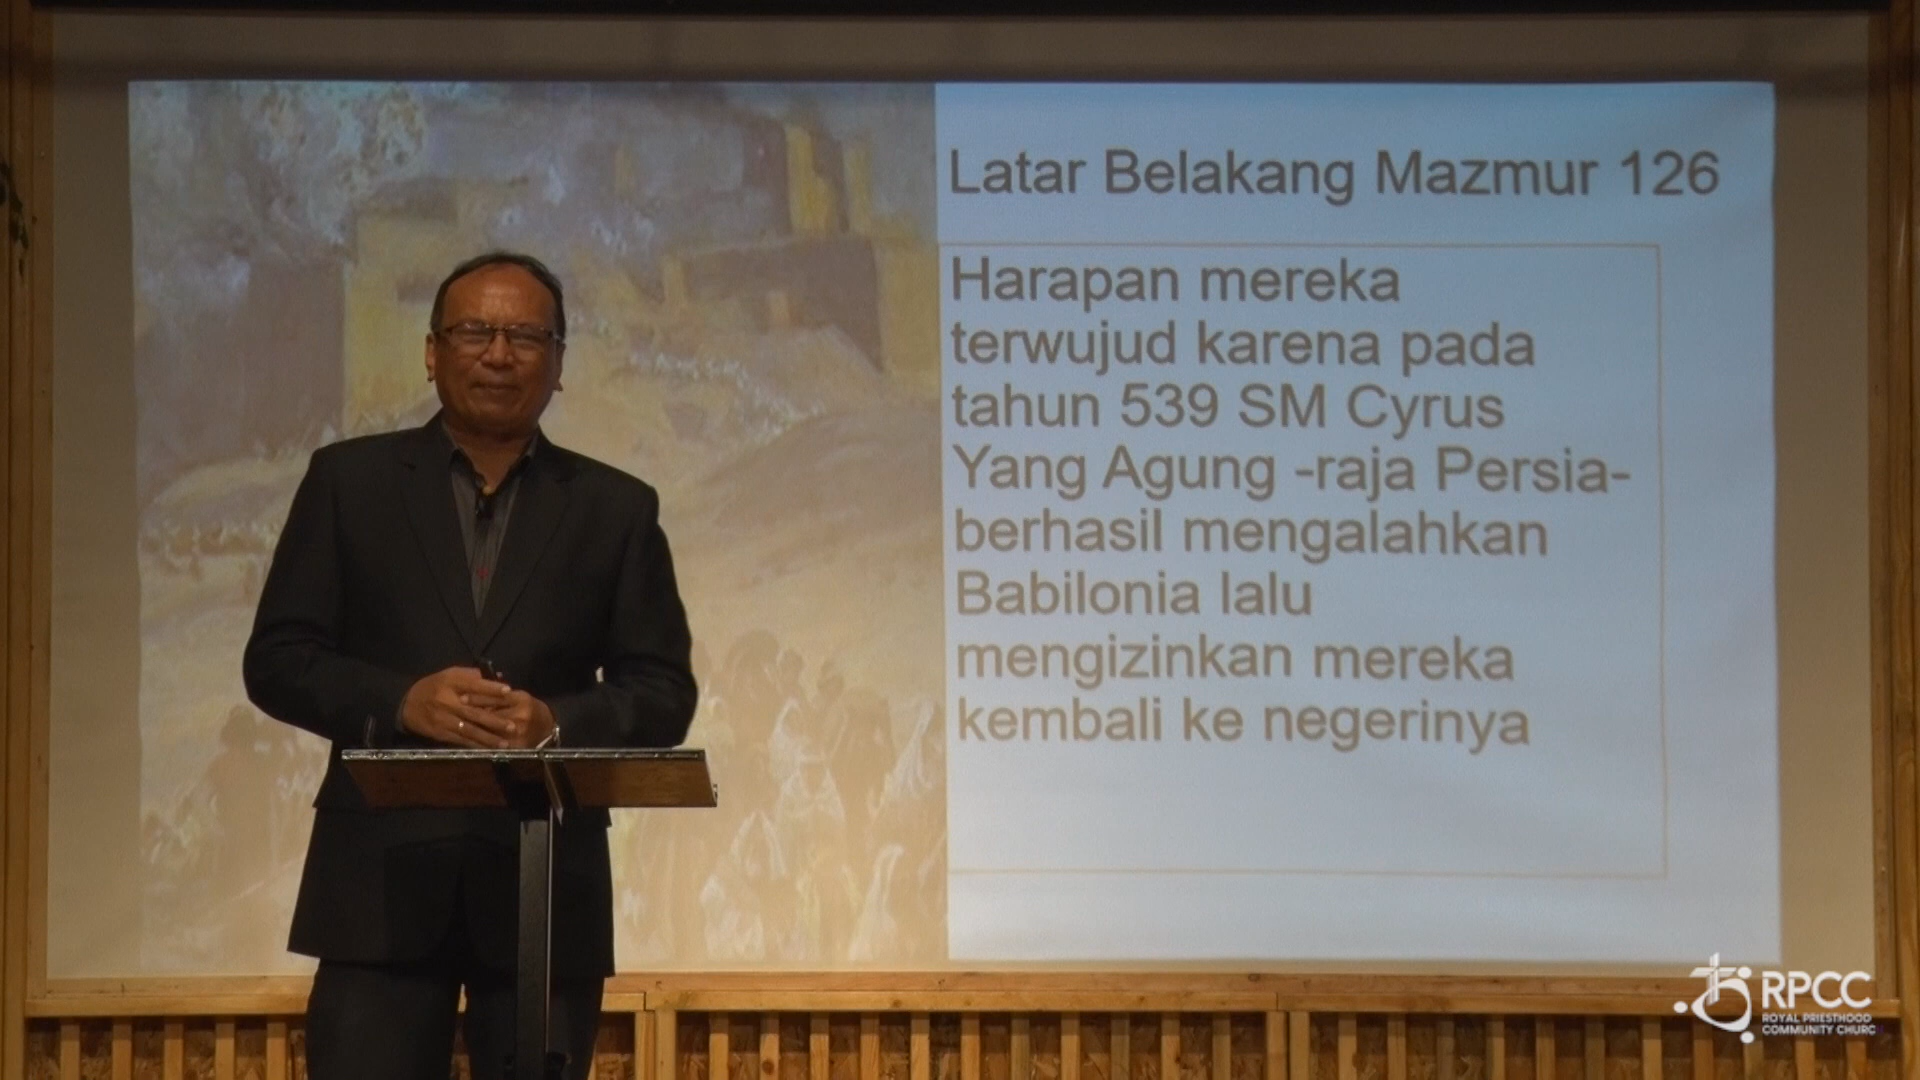 Latar Belakang Mazmur 126
Harapan mereka
terwujud karena pada
tahun 539 SM Cyrus
Yang Agung -raja Persia-
berhasil mengalahkan
Babilonia lalu
mengizinkan mereka
kembali ke negerinya
RPCC
ROYAL PRIESTHOOD
COMMUNITY CHURC